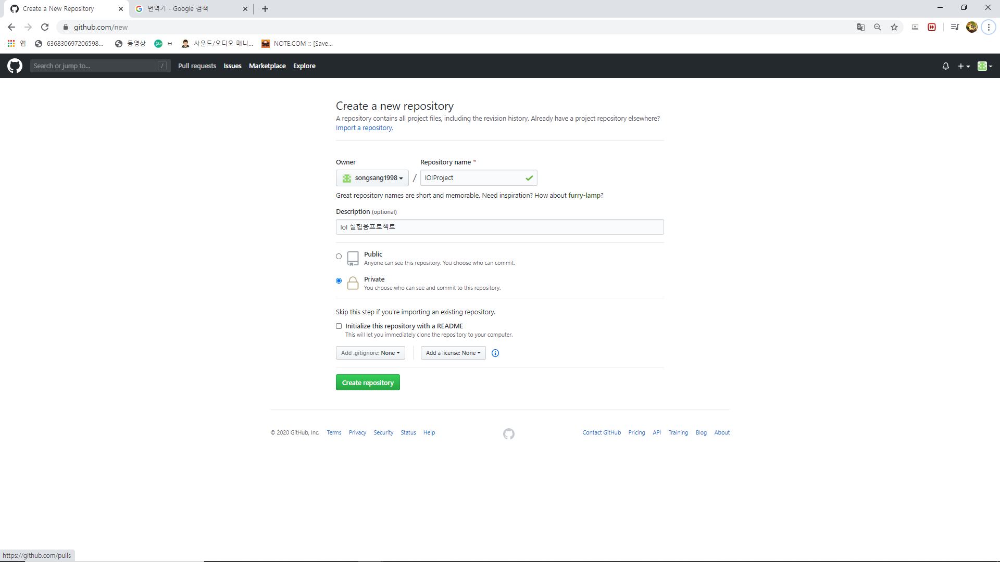 Create a New Repository
번역기 - Google 검색
github.com/new
앱
636830697206598...
동영상
ㅂ
사운드/오디오 매니...
NOTE.COM :: [Save...
Search or jump to...
/
Pull requests
Issues
Marketplace
Explore
Create a new repository
A repository contains all project files, including the revision history. Already have a project repository elsewhere?
Import a repository.
Owner
Repository name *
songsang1998
/
lOlProject
Great repository names are short and memorable. Need inspiration? How about furry-lamp?
Description (optional)
lol 실험용프로젝트
Public
Anyone can see this repository. You choose who can commit.
Private
You choose who can see and commit to this repository.
Skip this step if you're importing an existing repository.
Initialize this repository with a README
This will let you immediately clone the repository to your computer.
Add .gitignore: None
Add a license: None
Create repository
© 2020 GitHub, Inc.
Terms
Privacy
Security
Status
Help
Contact GitHub
Pricing
API
Training
Blog
About
https://github.com/pulls